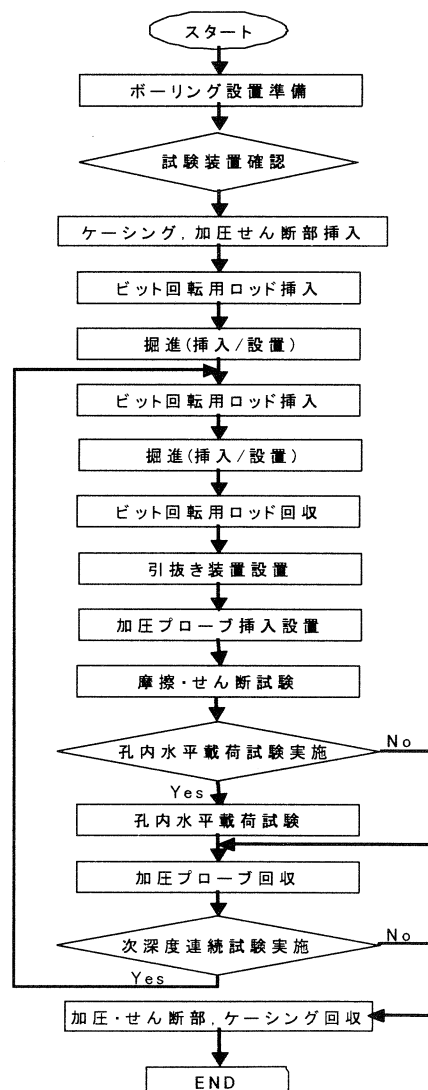 スタート
ボーリング設置準備
試験装置確認
ケーシング,加圧せん断部挿入
ビット回転用ロッド挿入
掘進(挿入/設置)
ビット回転用ロッド挿入
掘進(挿入/設置)
ビット回転用ロッド回収
引抜き装置設置
加圧プローブ挿入設置
摩擦・せん断試験
孔内水平載荷試験実施
No
Yes
孔内水平載荷試験
加圧プローブ回収
次深度連続試験実施
No
Yes
加圧・せん断部,ケーシング回収
END